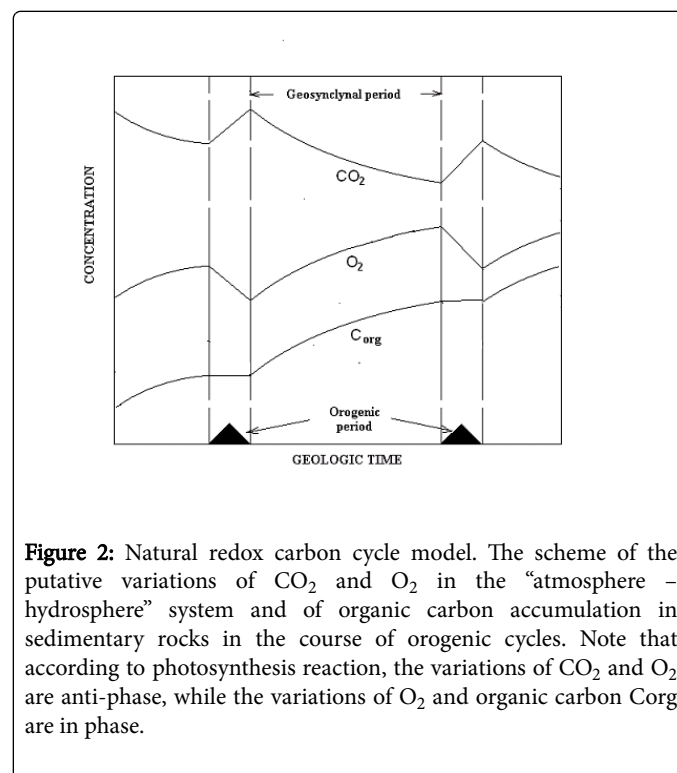 Geosynclynal period
CO₂
CONCENTRATION
O₂
C org
Orogenic
period
GEOLOGIC TIME
Figure 2: Natural redox carbon cycle model. The scheme of the
putative variations of CO₂ and O₂ in the “atmosphere –
hydrosphere” system and of organic carbon accumulation in
sedimentary rocks in the course of orogenic cycles. Note that
according to photosynthesis reaction, the variations of CO₂ and O₂
are anti-phase, while the variations of O₂ and organic carbon Corg
are in phase.